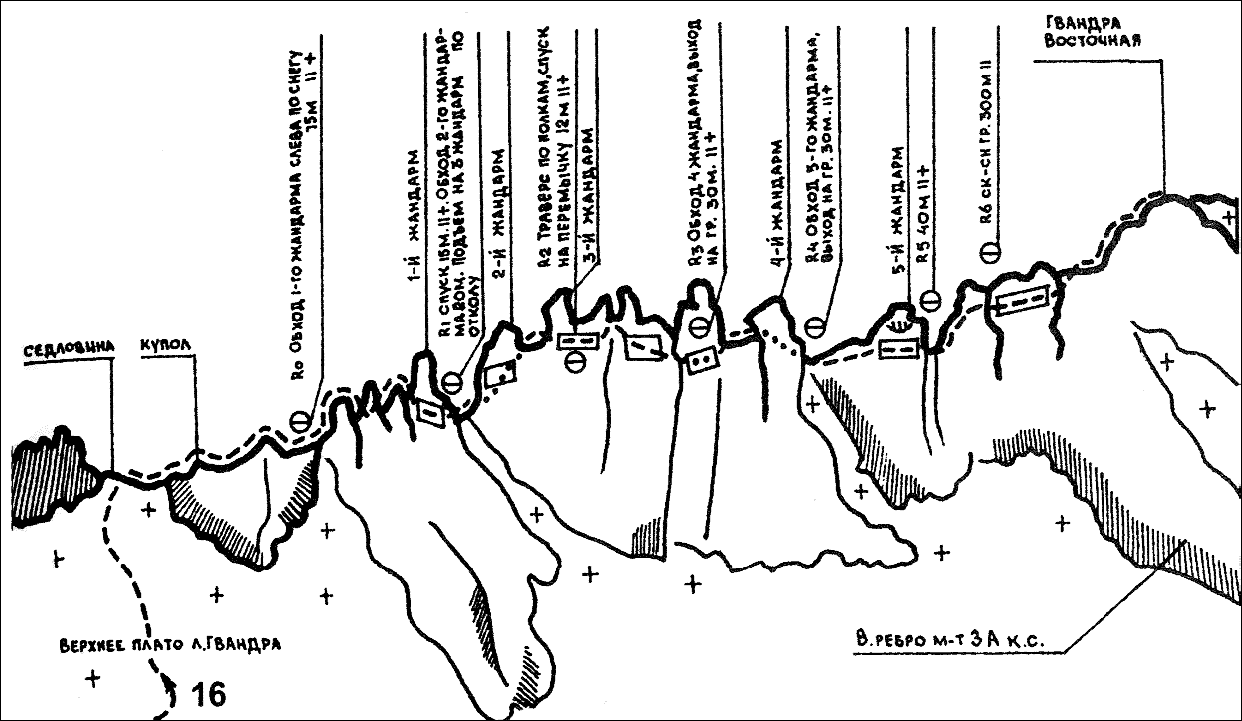 ГВАНДРА
ВОСТОЧНАЯ
СЕДЛОВИНА
КУПОЛ
R0 ОБХОД 1-ГО ЖАНДАРМА СЛЕВА ПО СНЕГУ
15М II+
1-Й ЖАНДАРМ
R1 СПУСК 15М. II+. ОБХОД 2-ГО ЖАНДАР-
МА 20М. ПОДЪЕМ НА 3 ЖАНДАРМ ПО
ОТКОЛУ
2-Й ЖАНДАРМ
R2 ТРАВЕРС ПО ПОЛКАМ, СПУСК
НА ПЕРЕМЫЧКУ 12М II+
3-Й ЖАНДАРМ
R3 ОБХОД 4 ЖАНДАРМА, ВЫХОД
НА ГР. 30М. II+
4-Й ЖАНДАРМ
R4 ОБХОД 5-ГО ЖАНДАРМА,
ВЫХОД НА ГР. 30М. II+
5-Й ЖАНДАРМ
R5 40М II+
R6 СК-СН ГР. 300М II
ВЕРХНЕЕ ПЛАТО Л. ГВАНДРА
16
В. РЕБРО М-Т 3А К.С.